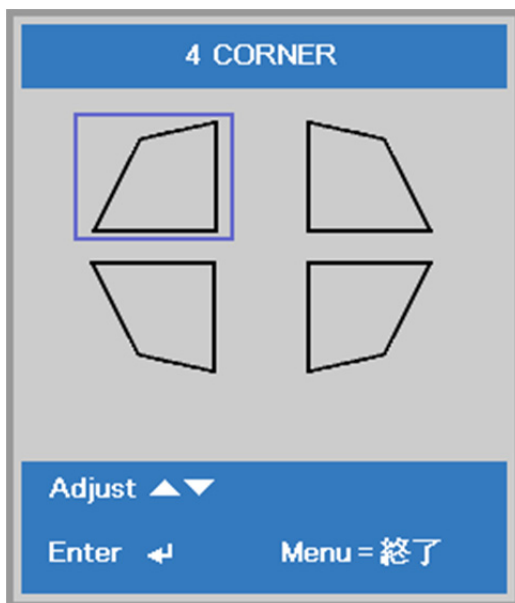 4 CORNER
Adjust ▲▼
Enter ↵
Menu = 終了